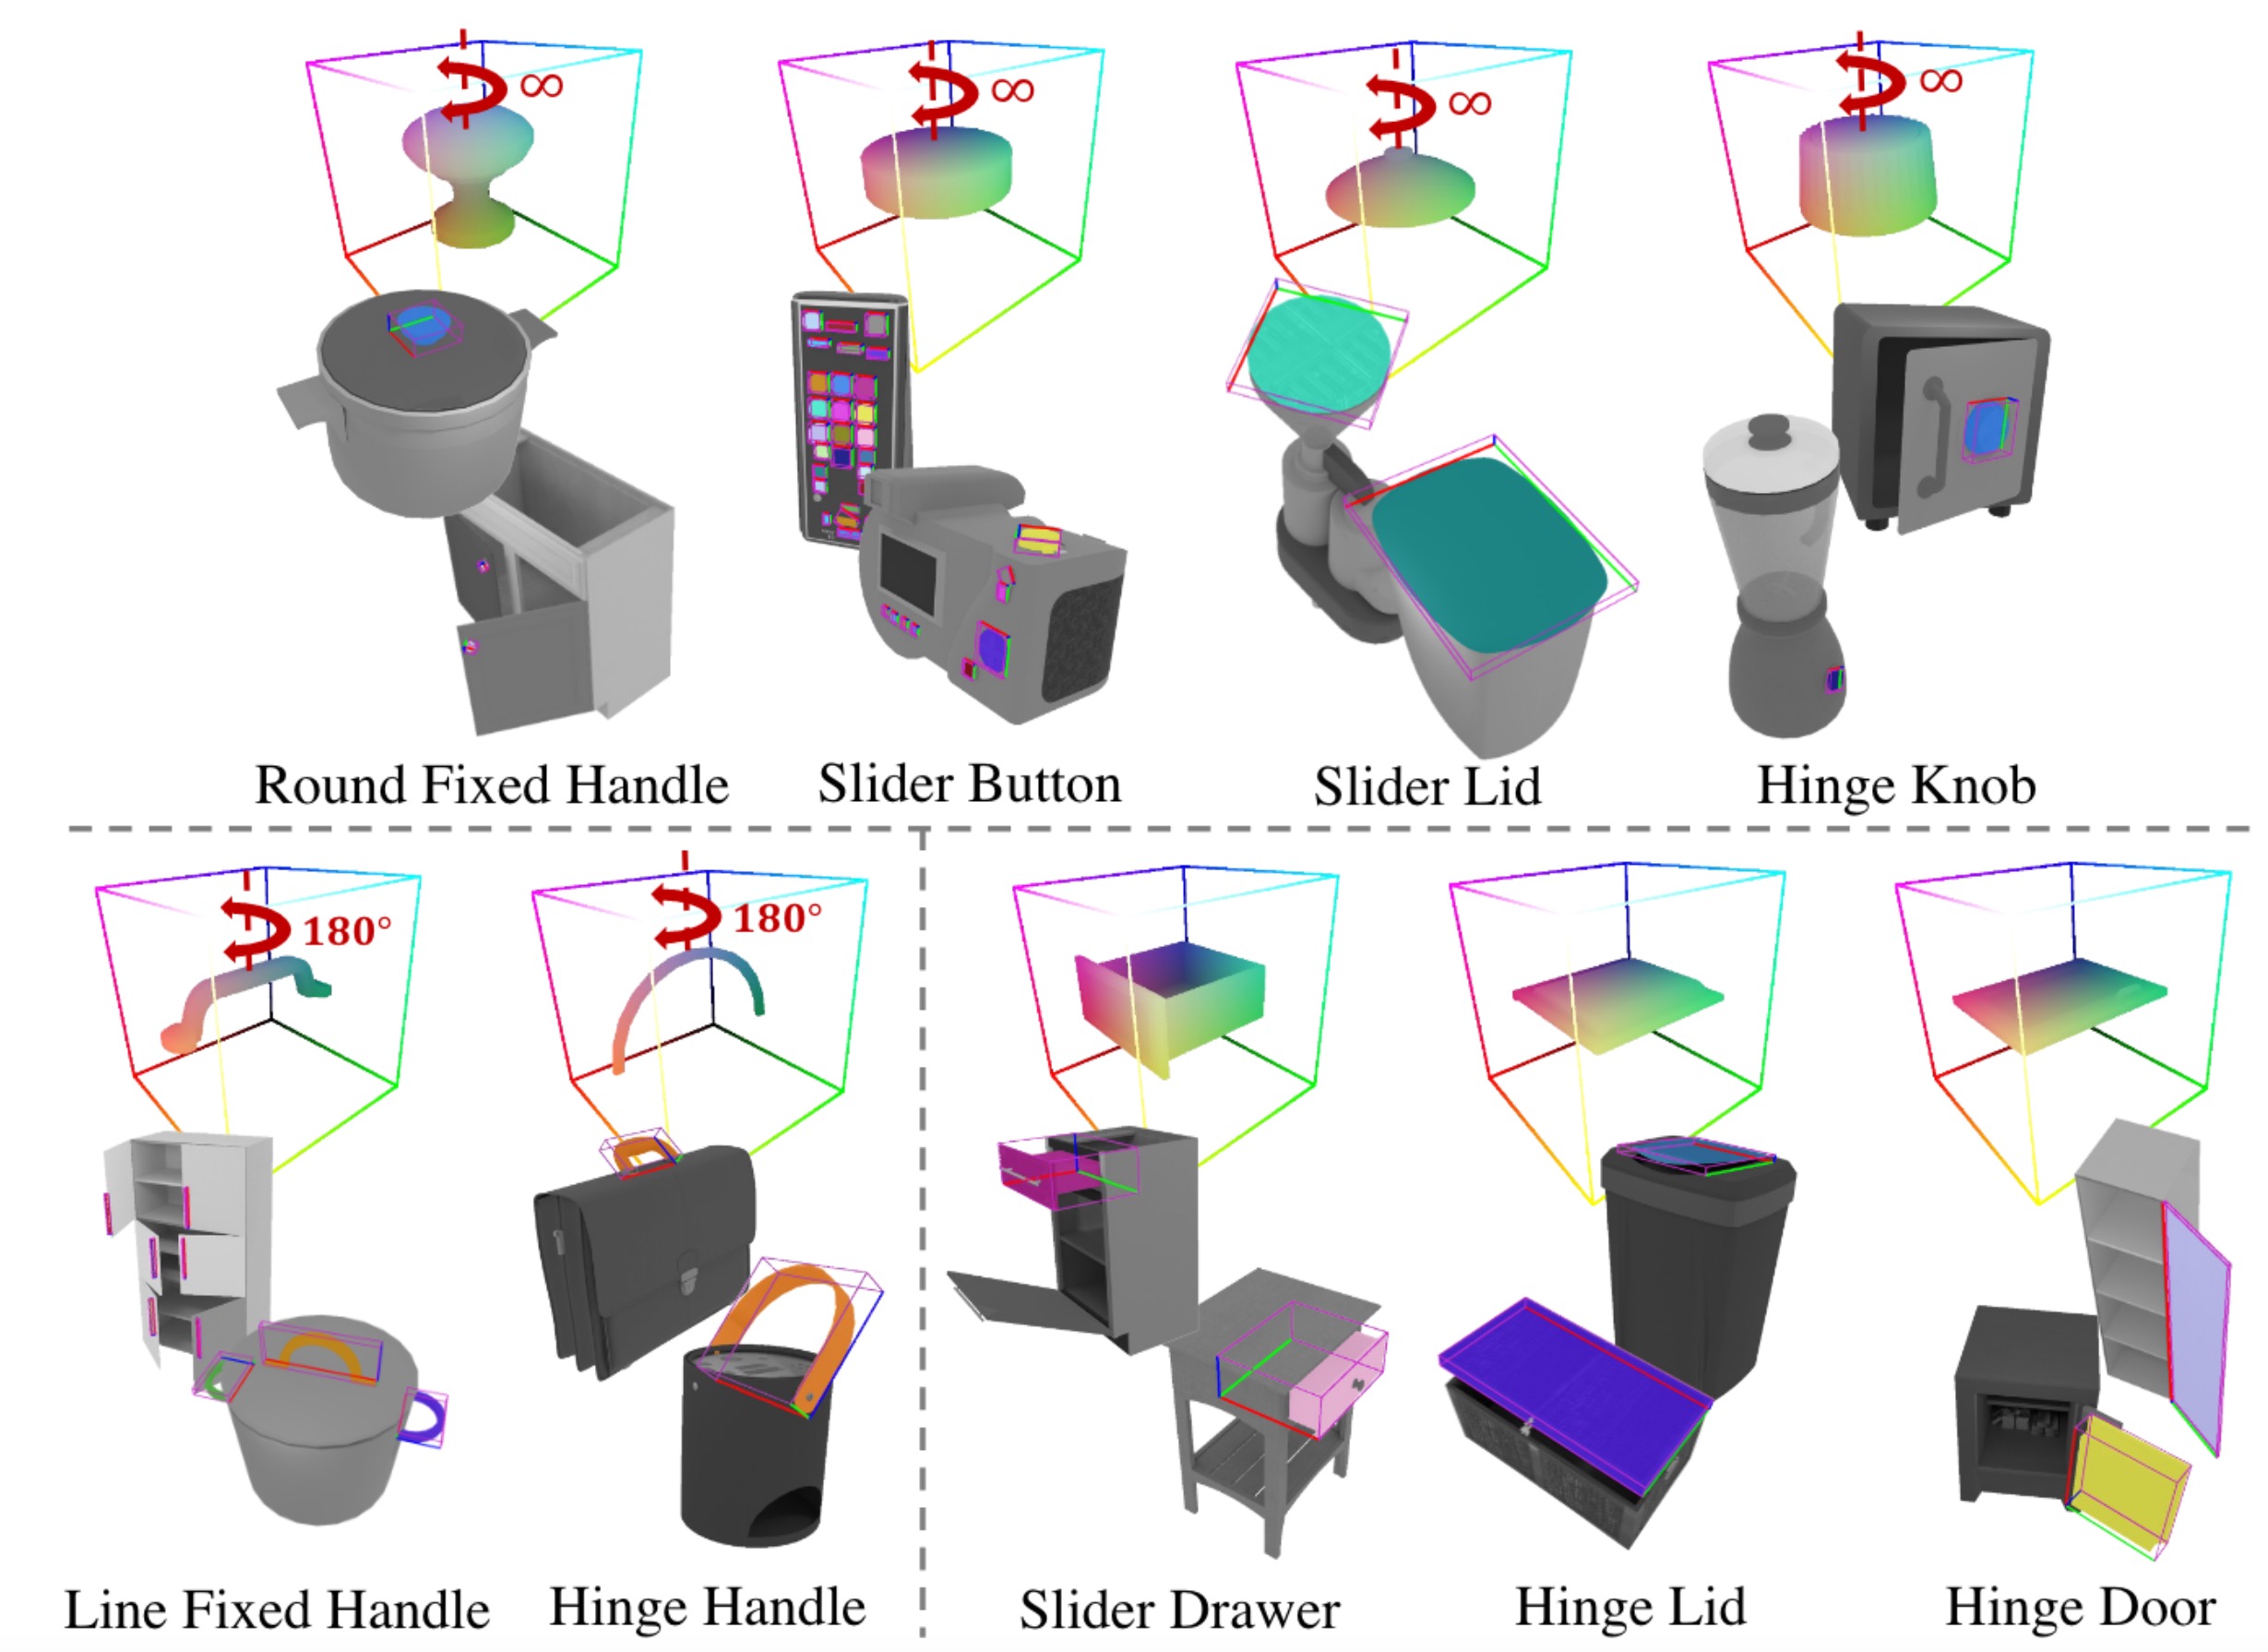 ∞ ∞ ∞ ∞
Round Fixed Handle Slider Button Slider Lid Hinge Knob
180° 180°
Line Fixed Handle Hinge Handle Slider Drawer Hinge Lid Hinge Door